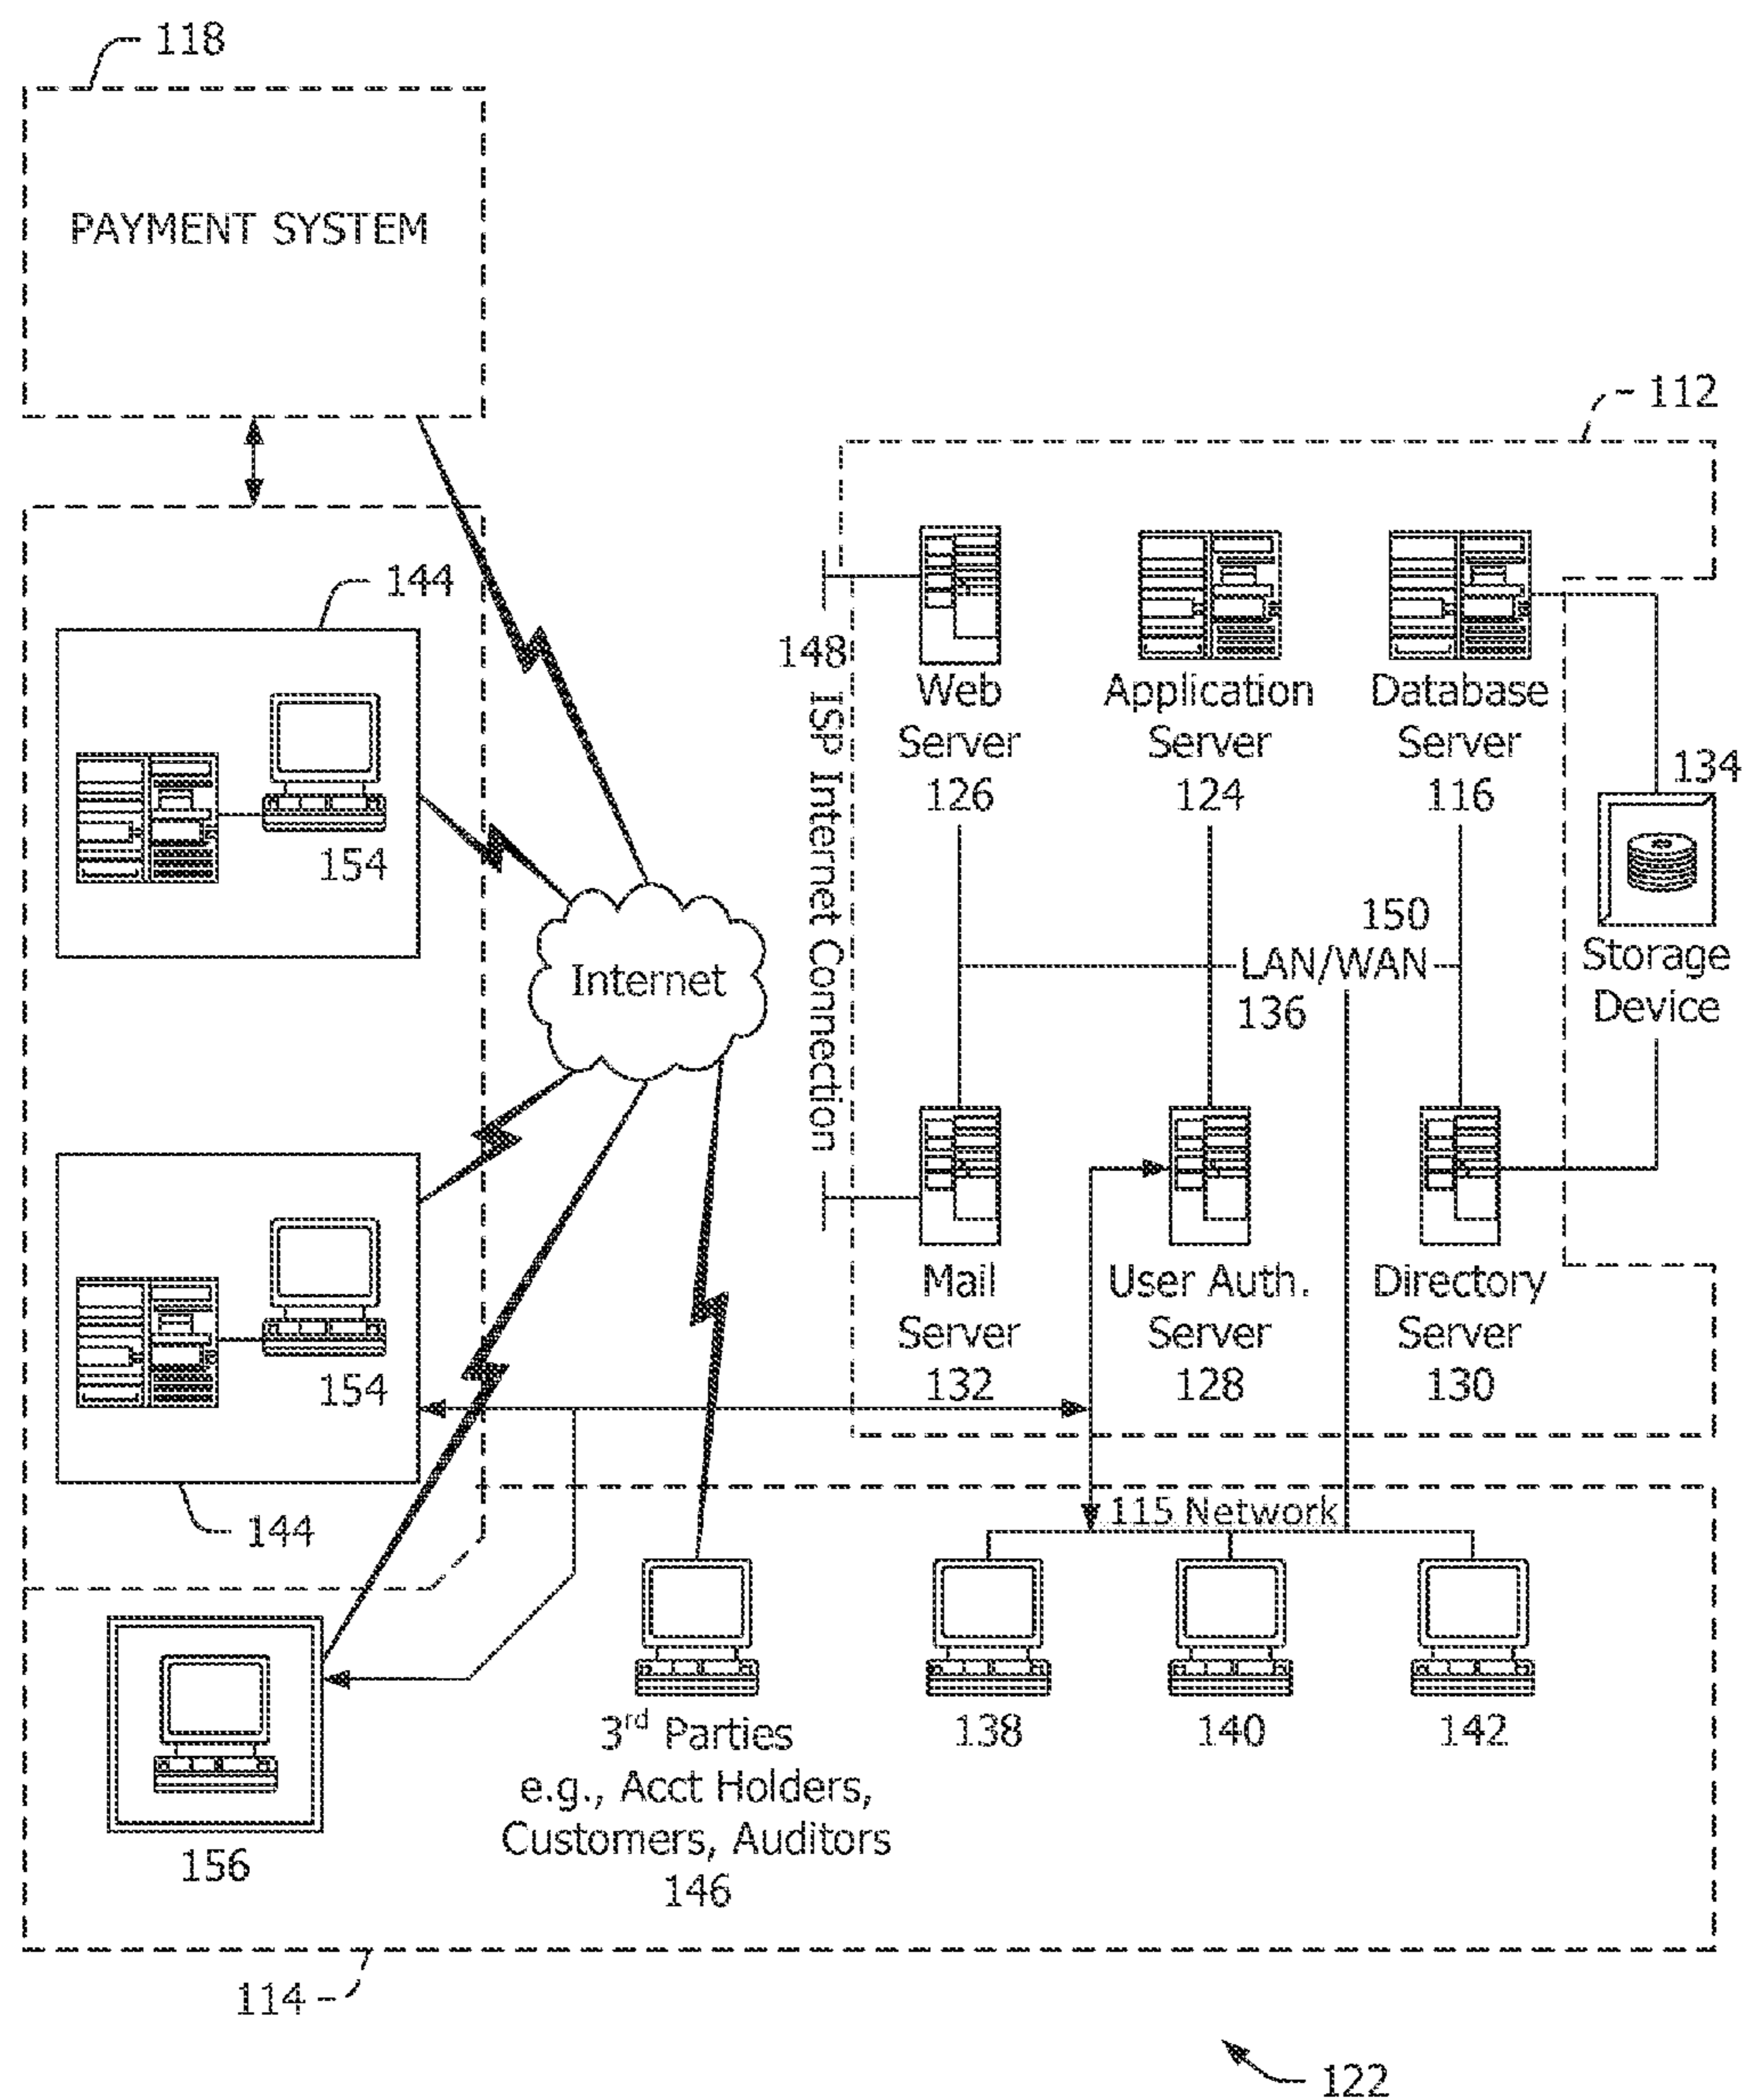 118
PAYMENT SYSTEM
112
144
154
148
ISP Internet Connection
Web
Server
126
Application
Server
124
Database
Server
116
134
Storage
Device
Internet
150
LAN/WAN
136
154
144
Mail
Server
132
User Auth.
Server
128
Directory
Server
130
115 Network
156
3rd Parties
e.g., Acct Holders,
Customers, Auditors
146
138
140
142
114
122